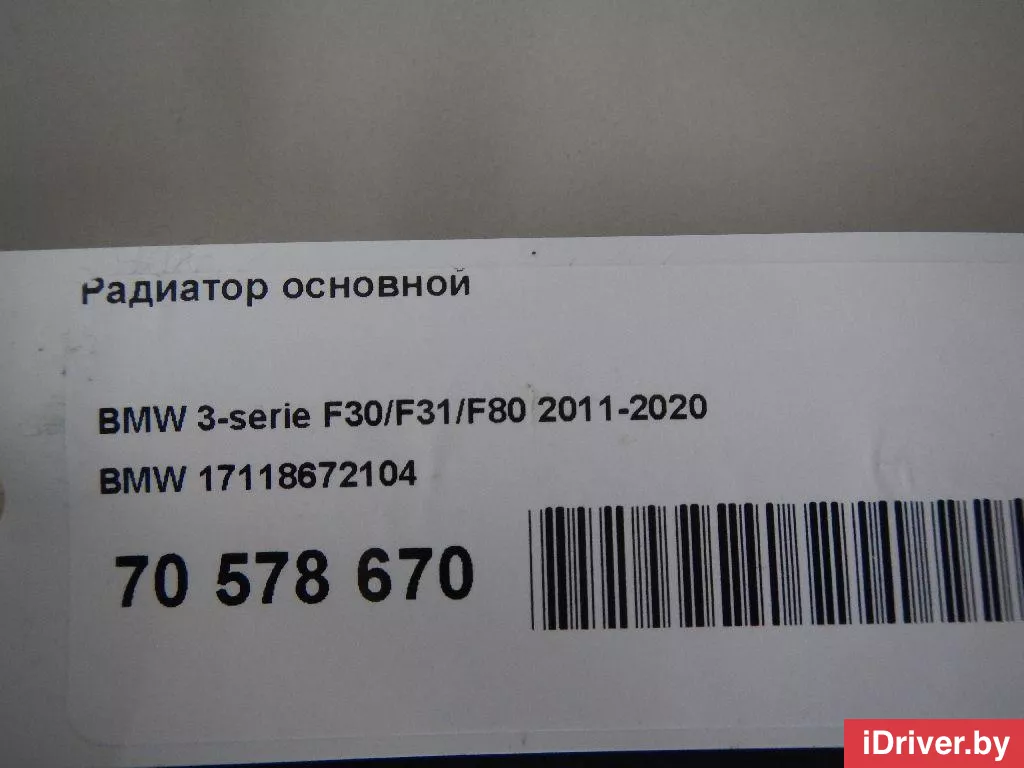 Радиатор основной
BMW 3-serie F30/F31/F80 2011-2020
BMW 17118672104
70 578 670
iDriver.by